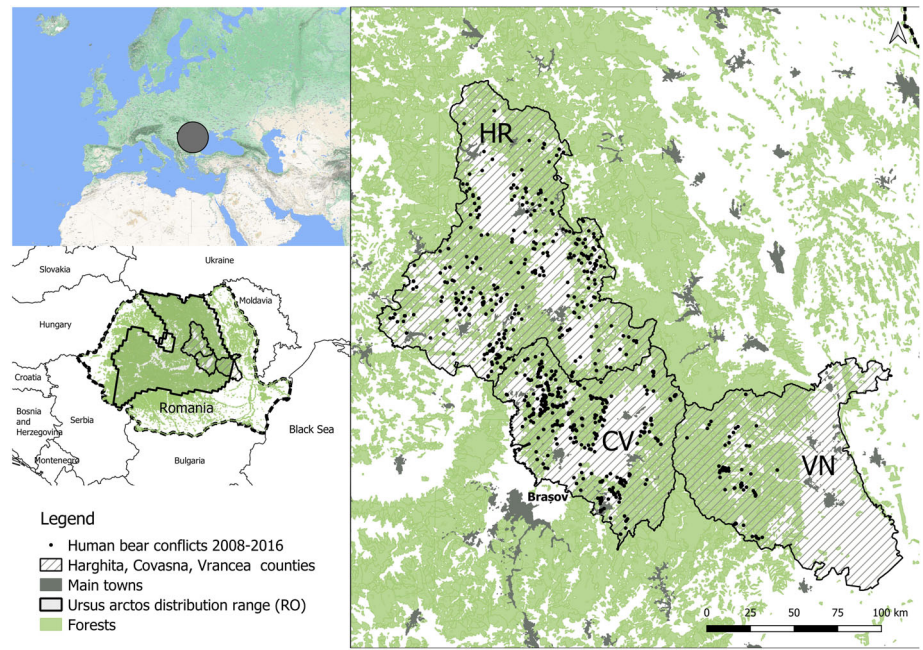 Slovakia
Ukraine
Moldavia
Hungary
Croatia
Bosnia
and
Herzegovina
Serbia
Romania
Montenegro
Bulgaria
Black Sea
Legend
Human bear conflicts 2008-2016
Harghita, Covasna, Vrancea counties
Main towns
Ursus arctos distribution range (RO)
Forests
HR
CV
VN
Brașov
0 25 50 75 100 km